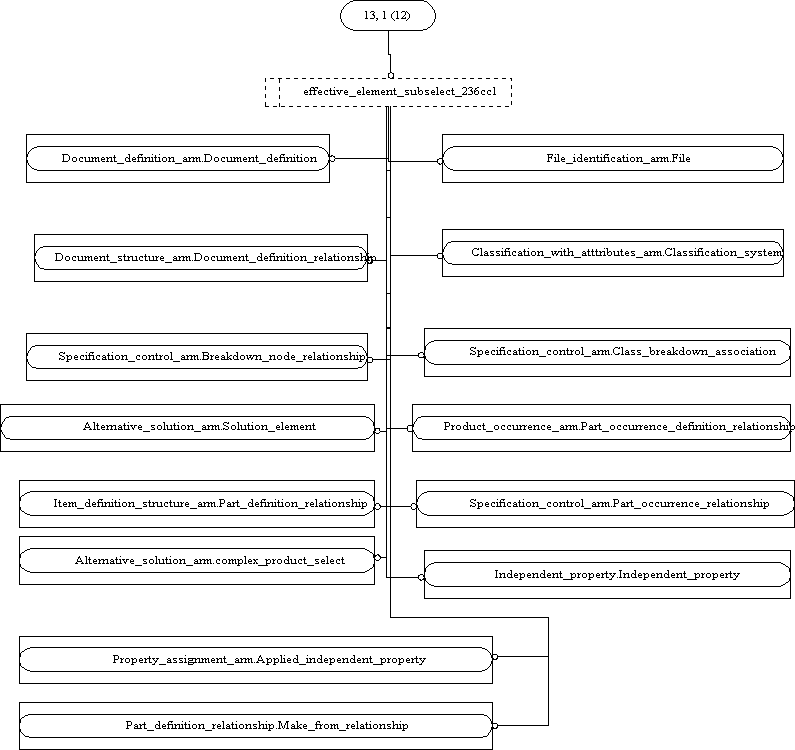 13, 1 (12)
effective_element_subselect_236ccl
Document_definition_arm.Document_definition
File_identification_arm.File
Document_structure_arm.Document_definition_relationship
Classification_with_atttributes_arm.Classification_system
Specification_control_arm.Breakdown_node_relationship
Specification_control_arm.Class_breakdown_association
Alternative_solution_arm.Solution_element
Product_occurrence_arm.Part_occurrence_definition_relationship
Item_definition_structure_arm.Part_definition_relationship
Specification_control_arm.Part_occurrence_relationship
Alternative_solution_arm.complex_product_select
Independent_property.Independent_property
Property_assignment_arm.Applied_independent_property
Part_definition_relationship.Make_from_relationship